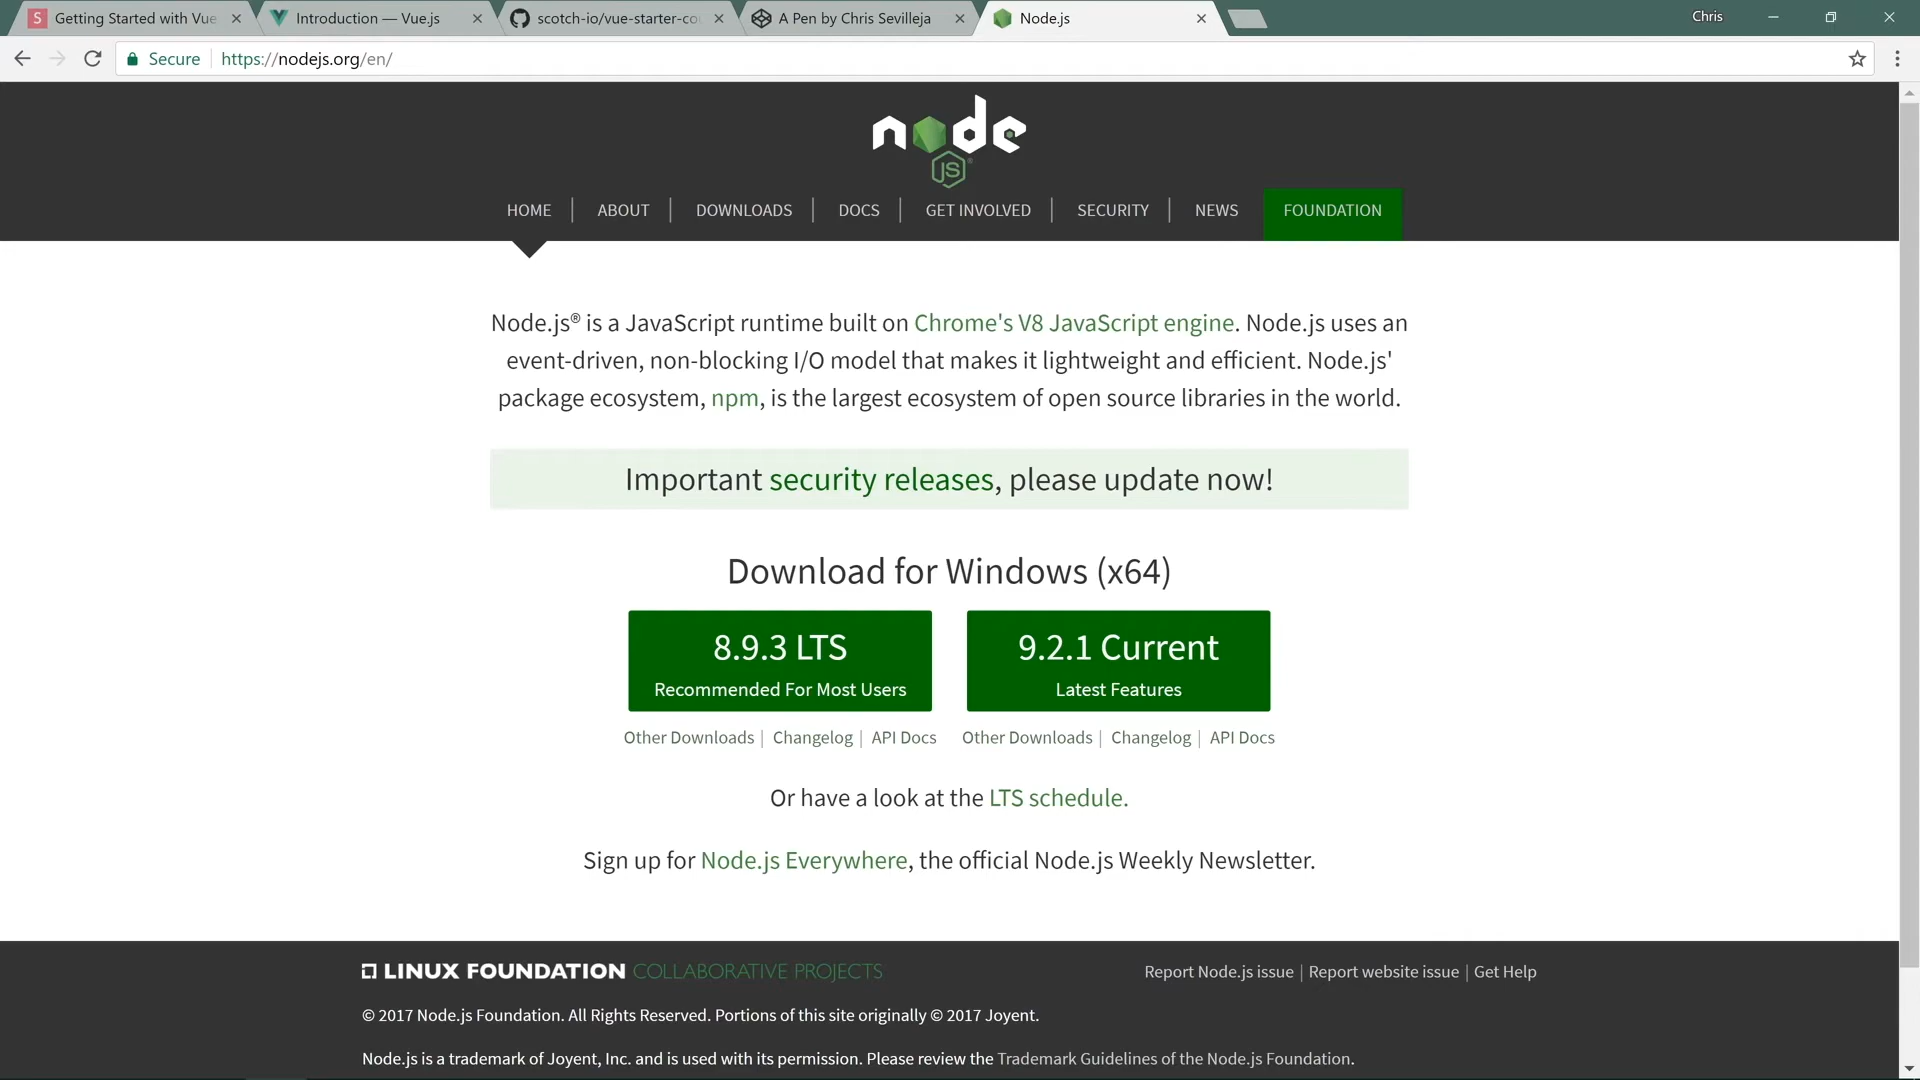 Getting Started with Vue
Introduction — Vue.js
scotch-io/vue-starter-co
A Pen by Chris Sevilleja
Node.js
Chris
Secure
https://nodejs.org/en/
node
JS
HOME
ABOUT
DOWNLOADS
DOCS
GET INVOLVED
SECURITY
NEWS
FOUNDATION
Node.js® is a JavaScript runtime built on Chrome's V8 JavaScript engine. Node.js uses an
event-driven, non-blocking I/O model that makes it lightweight and efficient. Node.js'
package ecosystem, npm, is the largest ecosystem of open source libraries in the world.
Important security releases, please update now!
Download for Windows (x64)
8.9.3 LTS
Recommended For Most Users
9.2.1 Current
Latest Features
Other Downloads | Changelog | API Docs
Other Downloads | Changelog | API Docs
Or have a look at the LTS schedule.
Sign up for Node.js Everywhere, the official Node.js Weekly Newsletter.
LINUX FOUNDATION COLLABORATIVE PROJECTS
Report Node.js issue | Report website issue | Get Help
© 2017 Node.js Foundation. All Rights Reserved. Portions of this site originally © 2017 Joyent.
Node.js is a trademark of Joyent, Inc. and is used with its permission. Please review the Trademark Guidelines of the Node.js Foundation.